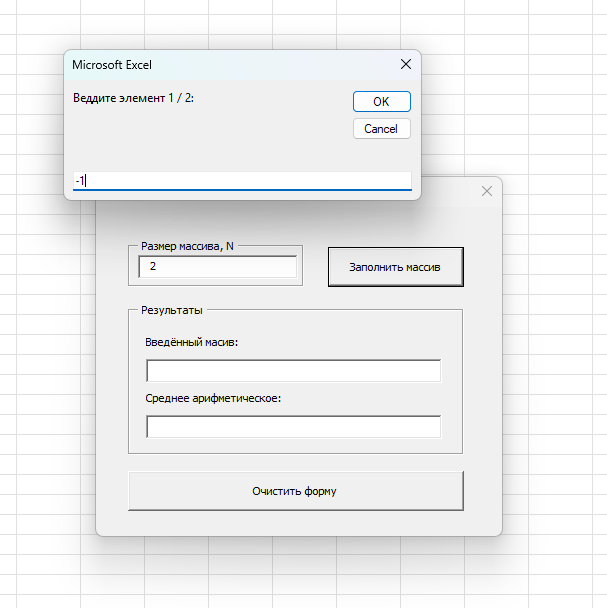 Microsoft Excel
Веддите элемент 1 / 2:
OK
Cancel
-1
Размер массива, N
2
Заполнить массив
Результаты
Введённый масив:
Среднее арифметическое:
Очистить форму